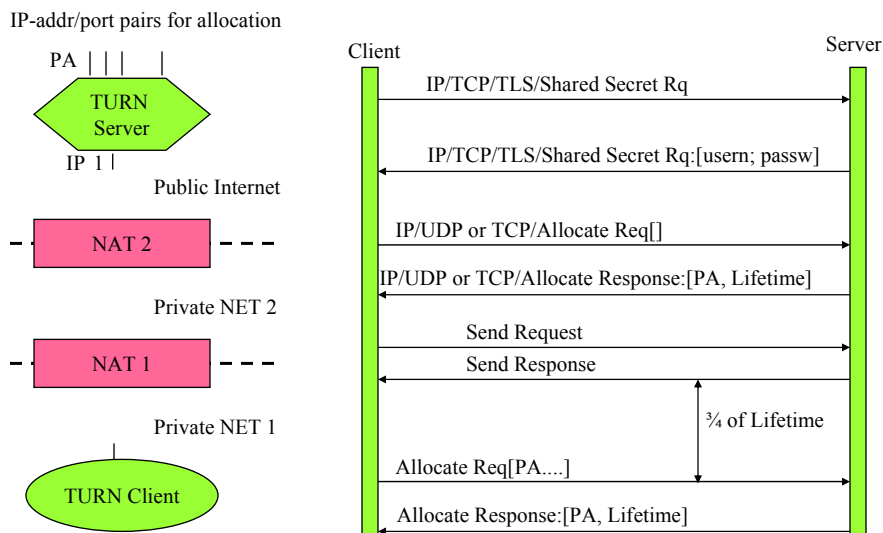 IP-addr/port pairs for allocation
PA
TURN
Server
IP 1
Public Internet
NAT 2
Private NET 2
NAT 1
Private NET 1
TURN Client
Client
Server
IP/TCP/TLS/Shared Secret Rq
IP/TCP/TLS/Shared Secret Rq:[usern; passw]
IP/UDP or TCP/Allocate Req[]
IP/UDP or TCP/Allocate Response:[PA, Lifetime]
Send Request
Send Response
¾ of Lifetime
Allocate Req[PA....]
Allocate Response:[PA, Lifetime]